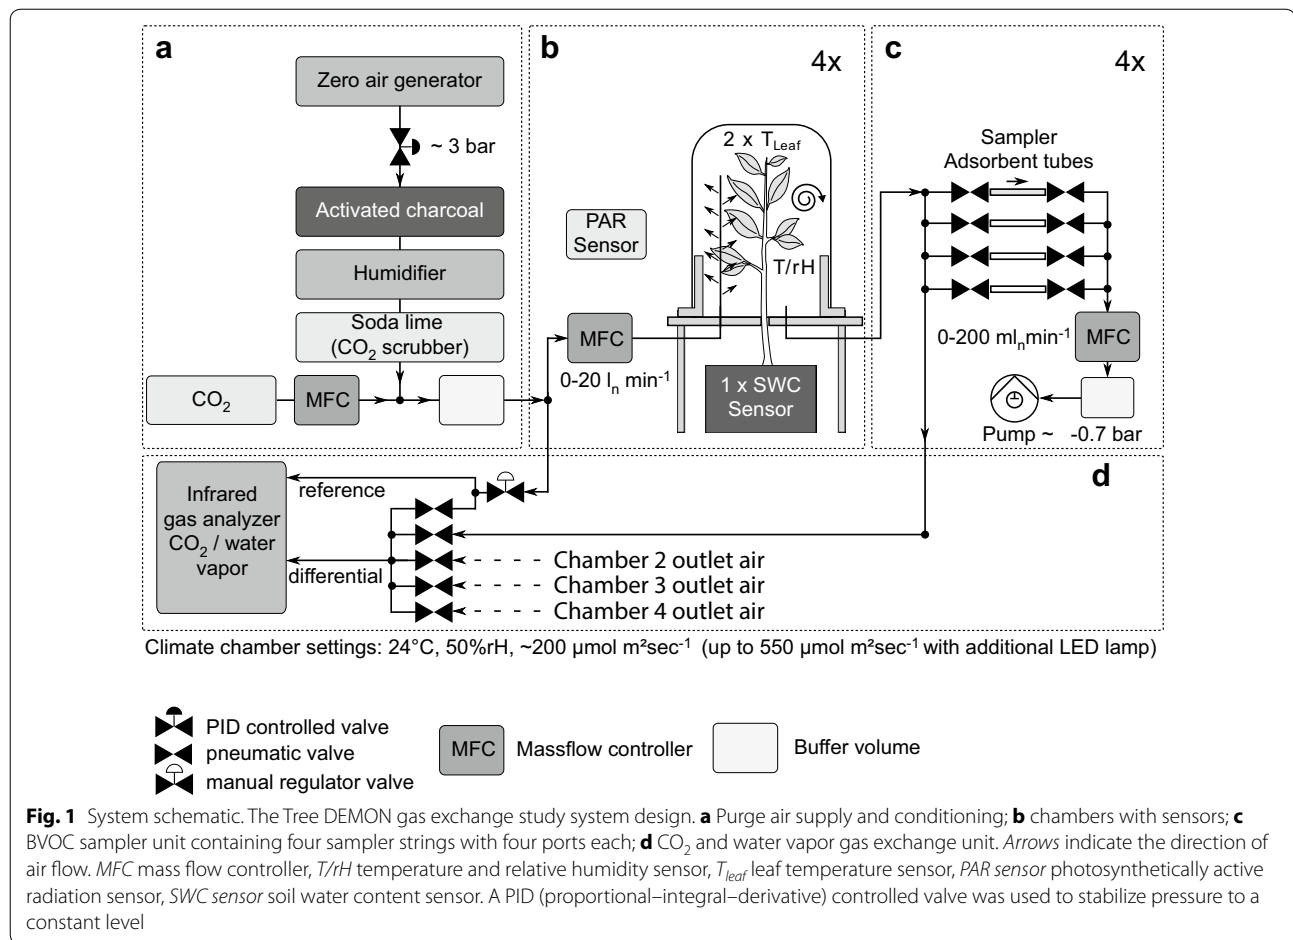 a
Zero air generator
~ 3 bar
Activated charcoal
Humidifier
Soda lime
(CO2 scrubber)
CO2
MFC
b
4x
2 x TLeaf
PAR
Sensor
T/rH
MFC
0-20 ln min-1
1 x SWC
Sensor
c
4x
Sampler
Adsorbent tubes
0-200 mlnmin-1
MFC
Pump ~ -0.7 bar
d
Infrared
gas analyzer
CO2 / water
vapor
reference
differential
Chamber 2 outlet air
Chamber 3 outlet air
Chamber 4 outlet air
Climate chamber settings: 24°C, 50%rH, ~200 µmol m²sec-1 (up to 550 µmol m²sec-1 with additional LED lamp)
PID controlled valve
pneumatic valve
manual regulator valve
MFC Massflow controller
Buffer volume
Fig. 1 System schematic. The Tree DEMON gas exchange study system design. a Purge air supply and conditioning; b chambers with sensors; c
BVOC sampler unit containing four sampler strings with four ports each; d CO2 and water vapor gas exchange unit. Arrows indicate the direction of
air flow. MFC mass flow controller, T/rH temperature and relative humidity sensor, Tleaf leaf temperature sensor, PAR sensor photosynthetically active
radiation sensor, SWC sensor soil water content sensor. A PID (proportional–integral–derivative) controlled valve was used to stabilize pressure to a
constant level